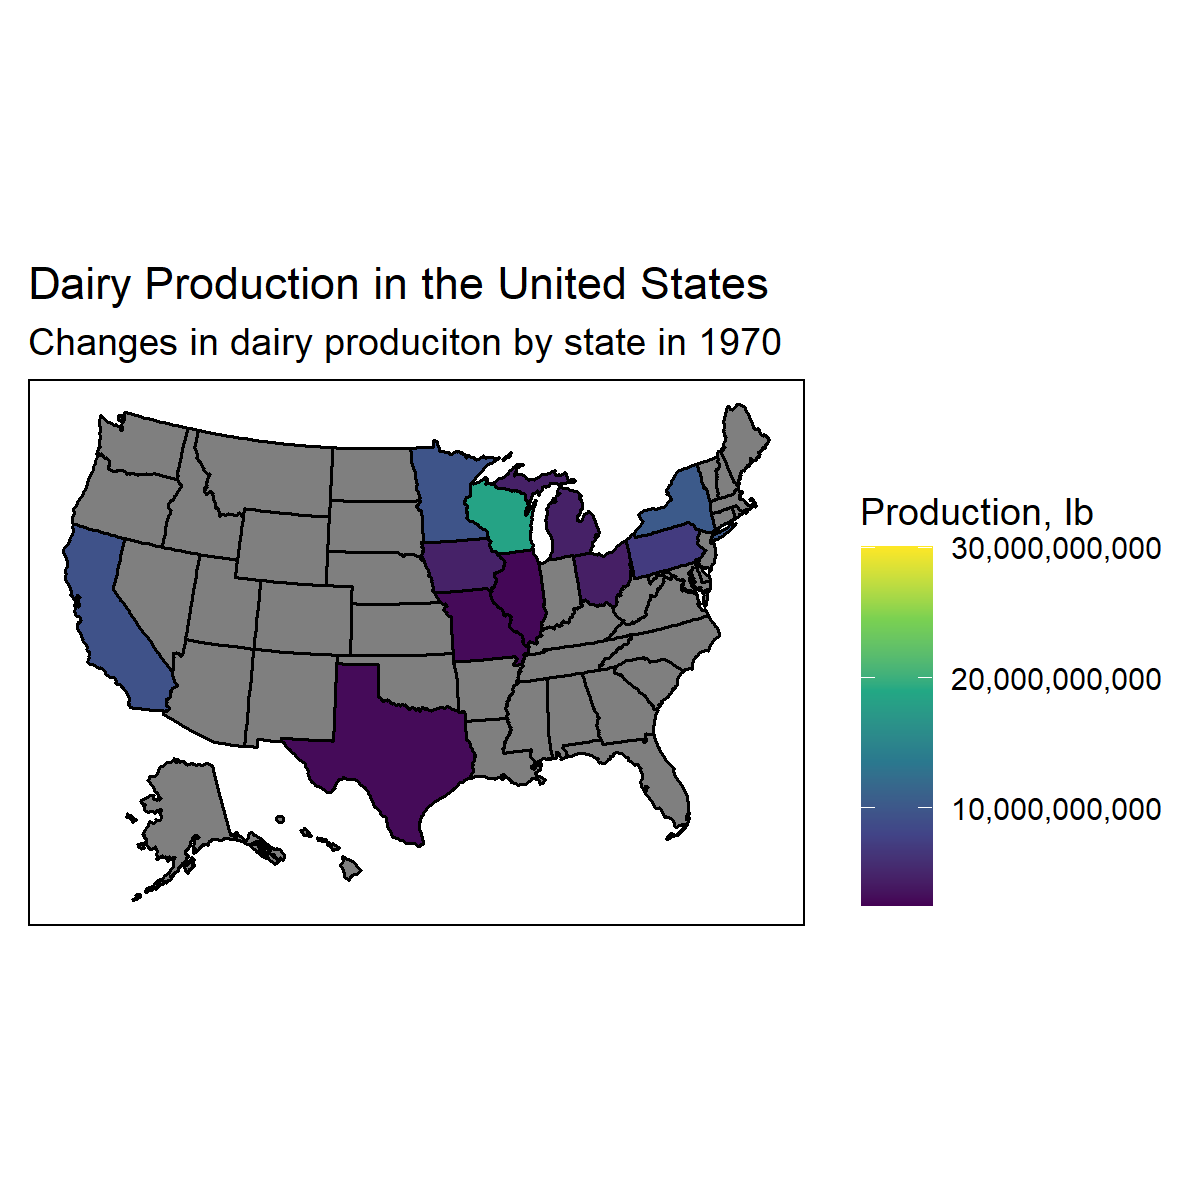 Dairy Production in the United States
Changes in dairy produciton by state in 1970
Production, lb
30,000,000,000
20,000,000,000
10,000,000,000